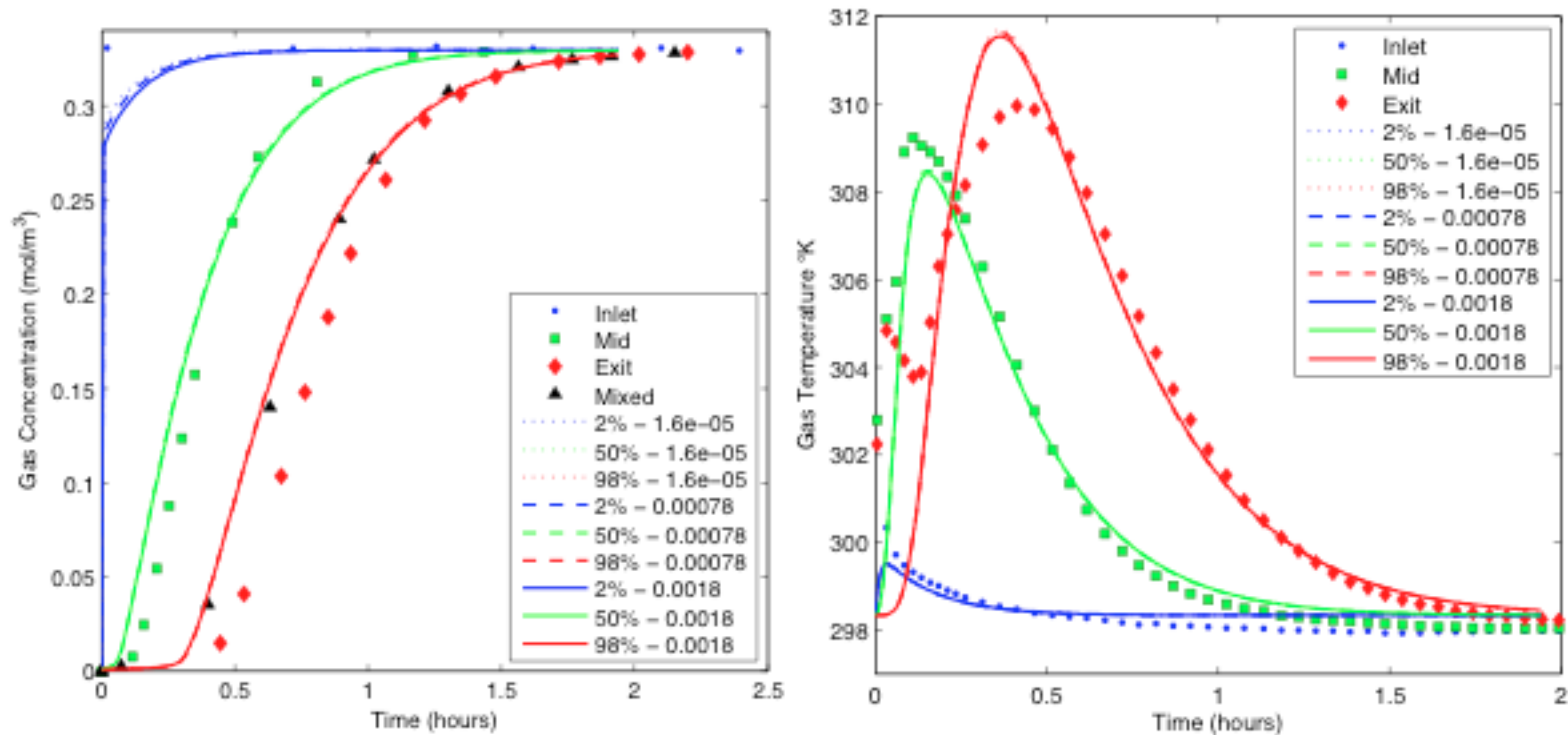 0.3
0.25
0.2
0.15
0.1
0.05
0
0
0.5
1
1.5
2
2.5
Gas Concentration (mol/m³)
Time (hours)
Inlet
Mid
Exit
Mixed
2% − 1.6e−05
50% − 1.6e−05
98% − 1.6e−05
2% − 0.00078
50% − 0.00078
98% − 0.00078
2% − 0.0018
50% − 0.0018
98% − 0.0018
312
310
308
306
304
302
300
298
0
0.5
1
1.5
2
Gas Temperature °K
Time (hours)
Inlet
Mid
Exit
2% − 1.6e−05
50% − 1.6e−05
98% − 1.6e−05
2% − 0.00078
50% − 0.00078
98% − 0.00078
2% − 0.0018
50% − 0.0018
98% − 0.0018